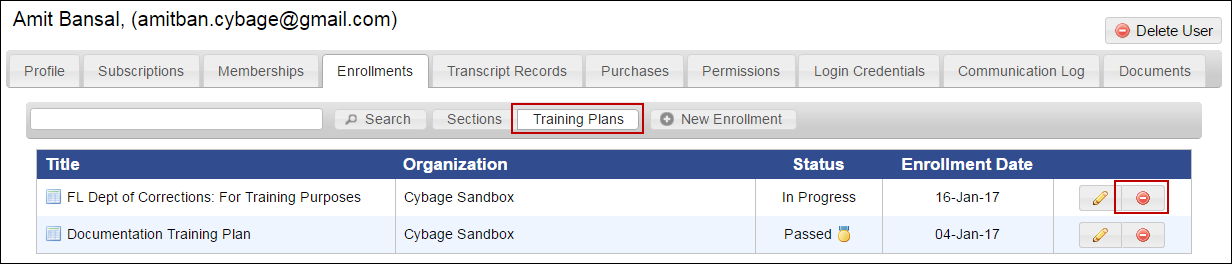 Amit Bansal, (amitban.cybage@gmail.com)
Delete User
Profile Subscriptions Memberships Enrollments Transcript Records Purchases Permissions Login Credentials Communication Log Documents
Search Sections Training Plans New Enrollment
Title Organization Status Enrollment Date
FL Dept of Corrections: For Training Purposes Cybage Sandbox In Progress 16-Jan-17
Documentation Training Plan Cybage Sandbox Passed 04-Jan-17